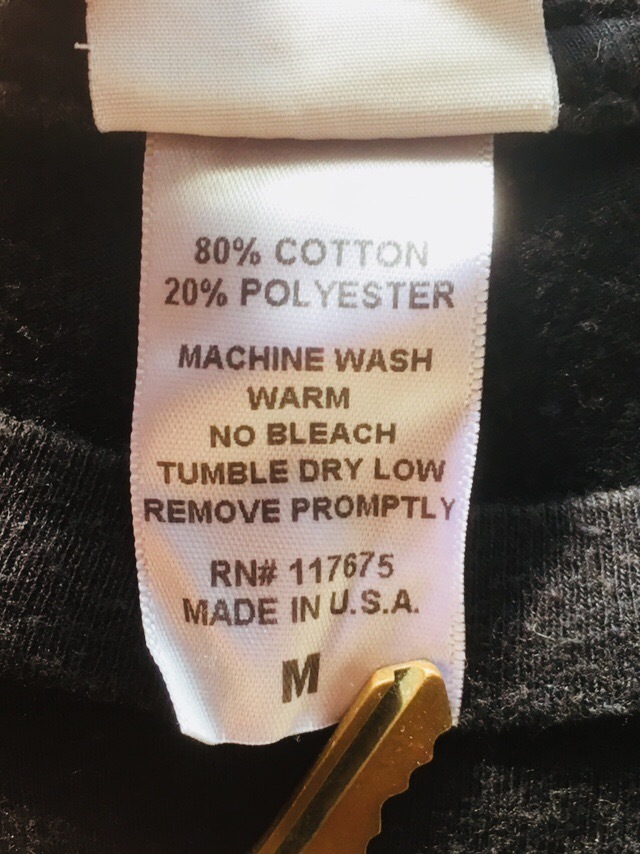 80% COTTON
20% POLYESTER
MACHINE WASH
WARM
NO BLEACH
TUMBLE DRY LOW
REMOVE PROMPTLY
RN# 117675
MADE IN U.S.A.
M